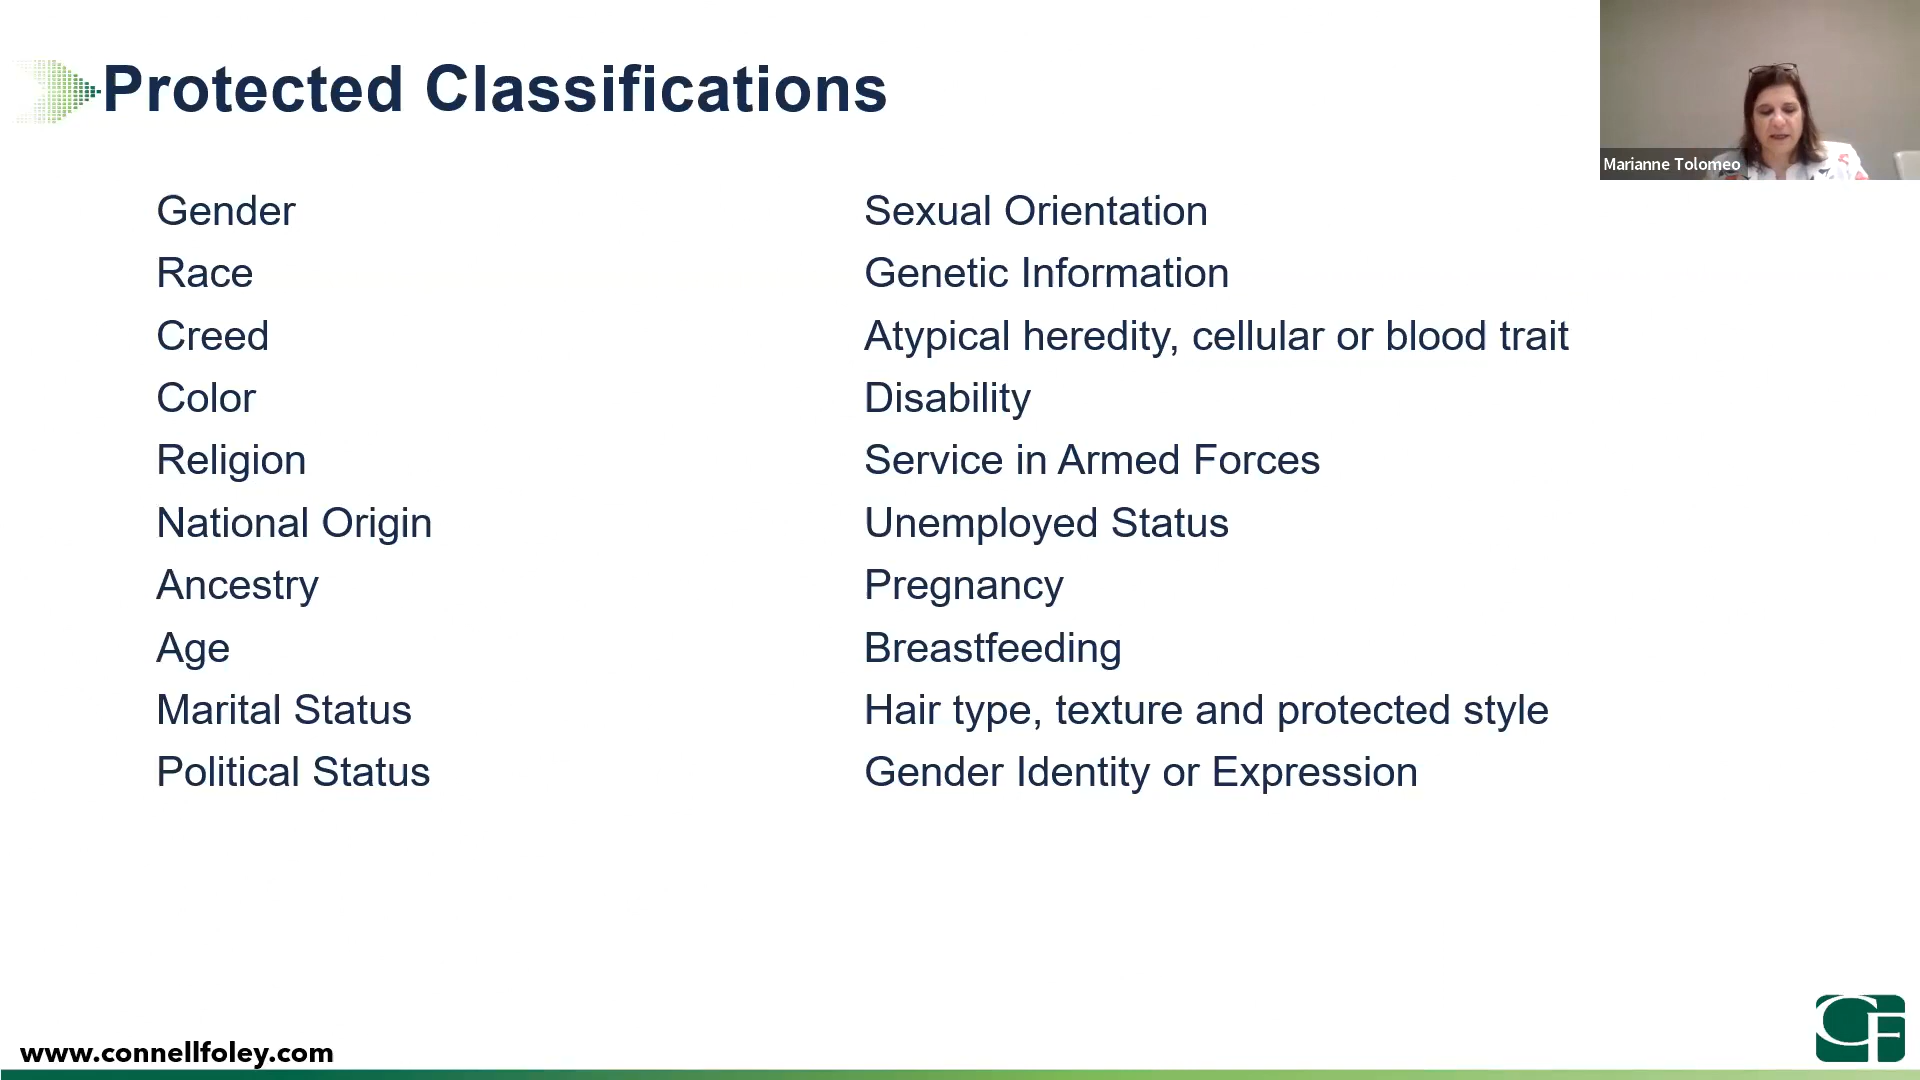 Protected Classifications
Marianne Tolomeo
Gender
Race
Creed
Color
Religion
National Origin
Ancestry
Age
Marital Status
Political Status
Sexual Orientation
Genetic Information
Atypical heredity, cellular or blood trait
Disability
Service in Armed Forces
Unemployed Status
Pregnancy
Breastfeeding
Hair type, texture and protected style
Gender Identity or Expression
www.connellfoley.com
CF